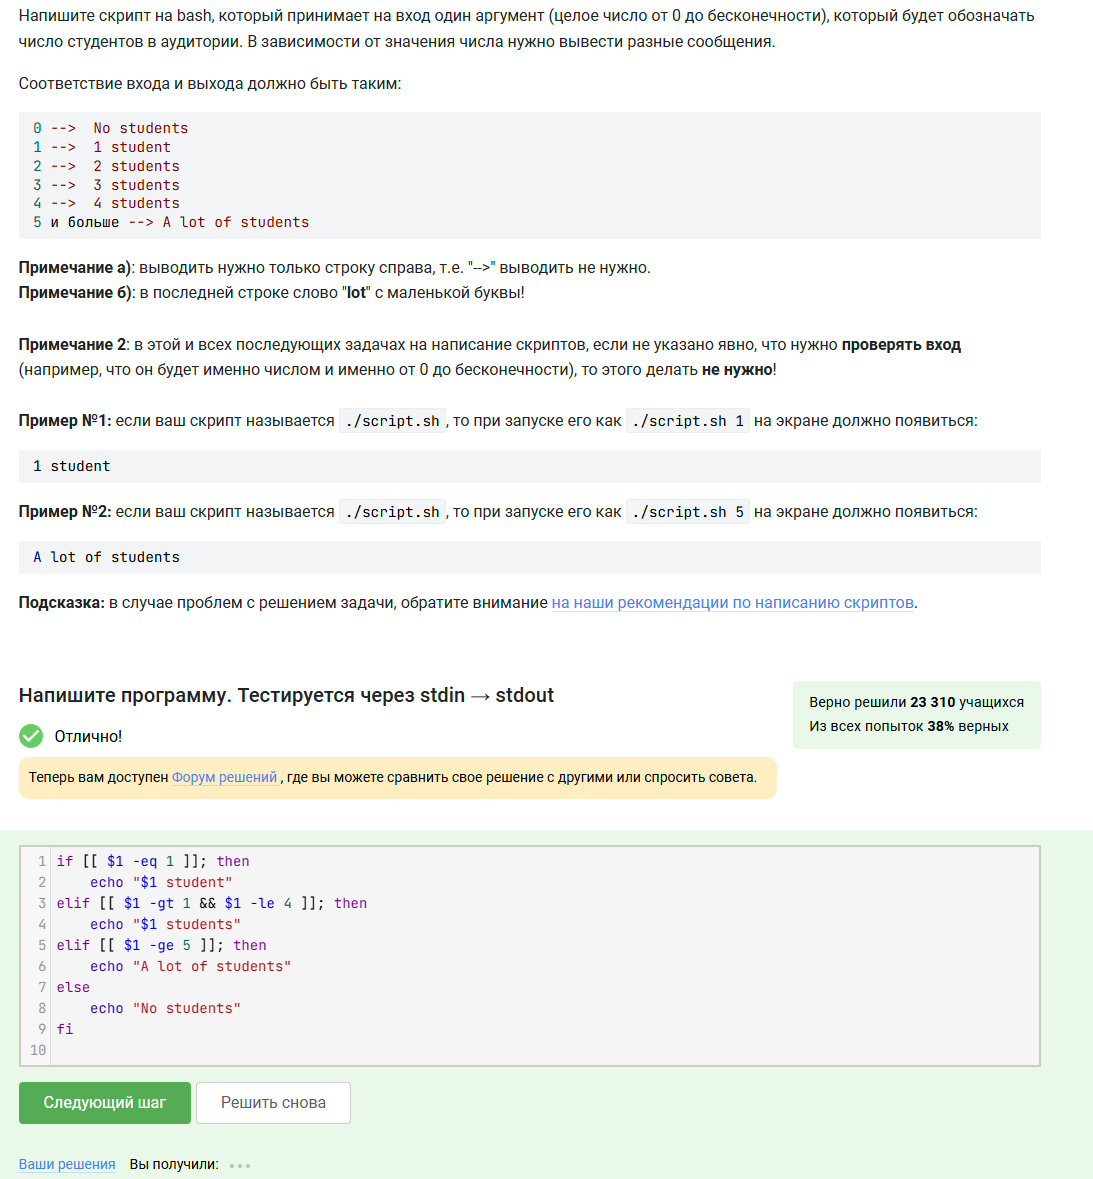 Напишите скрипт на bash, который принимает на вход один аргумент (целое число от 0 до бесконечности), который будет обозначать
число студентов в аудитории. В зависимости от значения числа нужно вывести разные сообщения.
Соответствие входа и выхода должно быть таким:
0 -->  No students
1 -->  1 student
2 -->  2 students
3 -->  3 students
4 -->  4 students
5 и больше --> A lot of students
Примечание а): выводить нужно только строку справа, т.е. "-->" выводить не нужно.
Примечание б): в последней строке слово "lot" с маленькой буквы!
Примечание 2: в этой и всех последующих задачах на написание скриптов, если не указано явно, что нужно проверять вход
(например, что он будет именно числом и именно от 0 до бесконечности), то этого делать не нужно!
Пример №1: если ваш скрипт называется ./script.sh, то при запуске его как ./script.sh 1 на экране должно появиться:
1 student
Пример №2: если ваш скрипт называется ./script.sh, то при запуске его как ./script.sh 5 на экране должно появиться:
A lot of students
Подсказка: в случае проблем с решением задачи, обратите внимание на наши рекомендации по написанию скриптов.
Напишите программу. Тестируется через stdin → stdout
Верно решили 23 310 учащихся
Из всех попыток 38% верных
Отлично!
Теперь вам доступен Форум решений , где вы можете сравнить свое решение с другими или спросить совета.
1 if [[ $1 -eq 1 ]]; then
2     echo "$1 student"
3 elif [[ $1 -gt 1 && $1 -le 4 ]]; then
4     echo "$1 students"
5 elif [[ $1 -ge 5 ]]; then
6     echo "A lot of students"
7 else
8     echo "No students"
9 fi
10
Следующий шаг Решить снова
Ваши решения Вы получили: